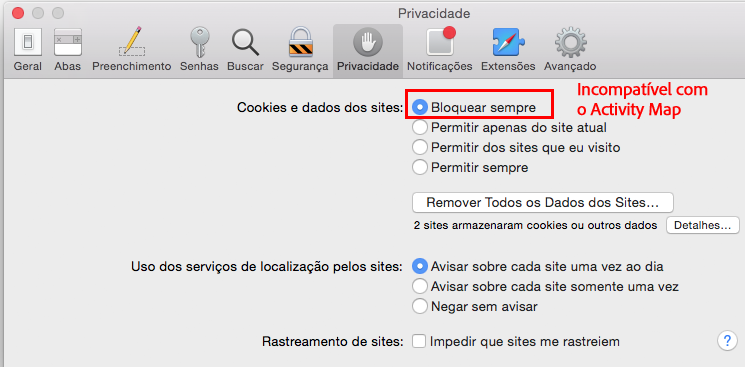 Privacidade
Geral Abas Preenchimento Senhas Buscar Segurança Privacidade Notificações Extensões Avançado
Cookies e dados dos sites: Bloquear sempre
Incompatível com
o Activity Map
Permitir apenas do site atual
Permitir dos sites que eu visito
Permitir sempre
Remover Todos os Dados dos Sites...
2 sites armazenaram cookies ou outros dados Detalhes...
Uso dos serviços de localização pelos sites: Avisar sobre cada site uma vez ao dia
Avisar sobre cada site somente uma vez
Negar sem avisar
Rastreamento de sites: Impedir que sites me rastreiem ?